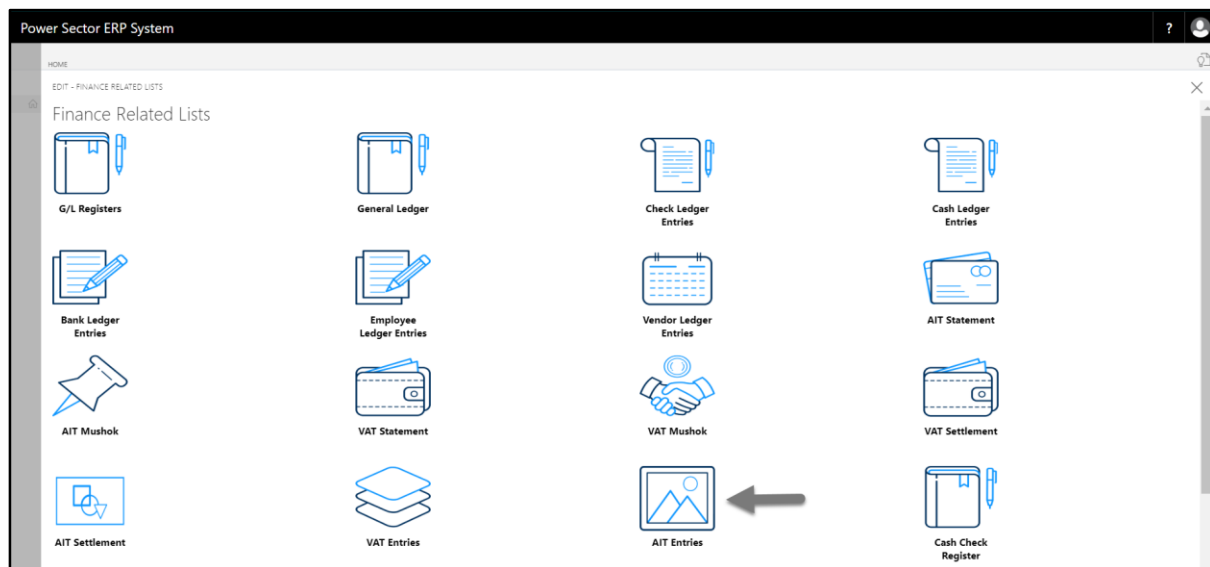 Power Sector ERP System
?
HOME
EDIT - FINANCE RELATED LISTS
Finance Related Lists
G/L Registers
General Ledger
Check Ledger
Entries
Cash Ledger
Entries
Bank Ledger
Entries
Employee
Ledger Entries
Vendor Ledger
Entries
AIT Statement
AIT Mushok
VAT Statement
VAT Mushok
VAT Settlement
AIT Settlement
VAT Entries
AIT Entries
Cash Check
Register